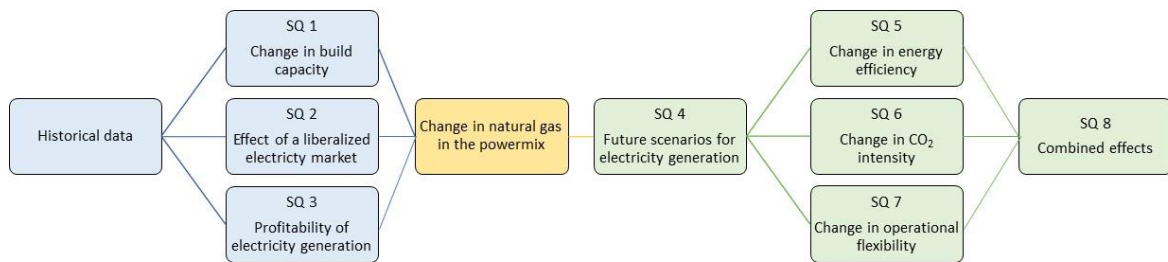 Historical data
SQ 1
Change in build
capacity
SQ 2
Effect of a liberalized
electricity market
SQ 3
Profitability of
electricity generation
Change in natural gas
in the powermix
SQ 4
Future scenarios for
electricity generation
SQ 5
Change in energy
efficiency
SQ 6
Change in CO₂
intensity
SQ 7
Change in operational
flexibility
SQ 8
Combined effects